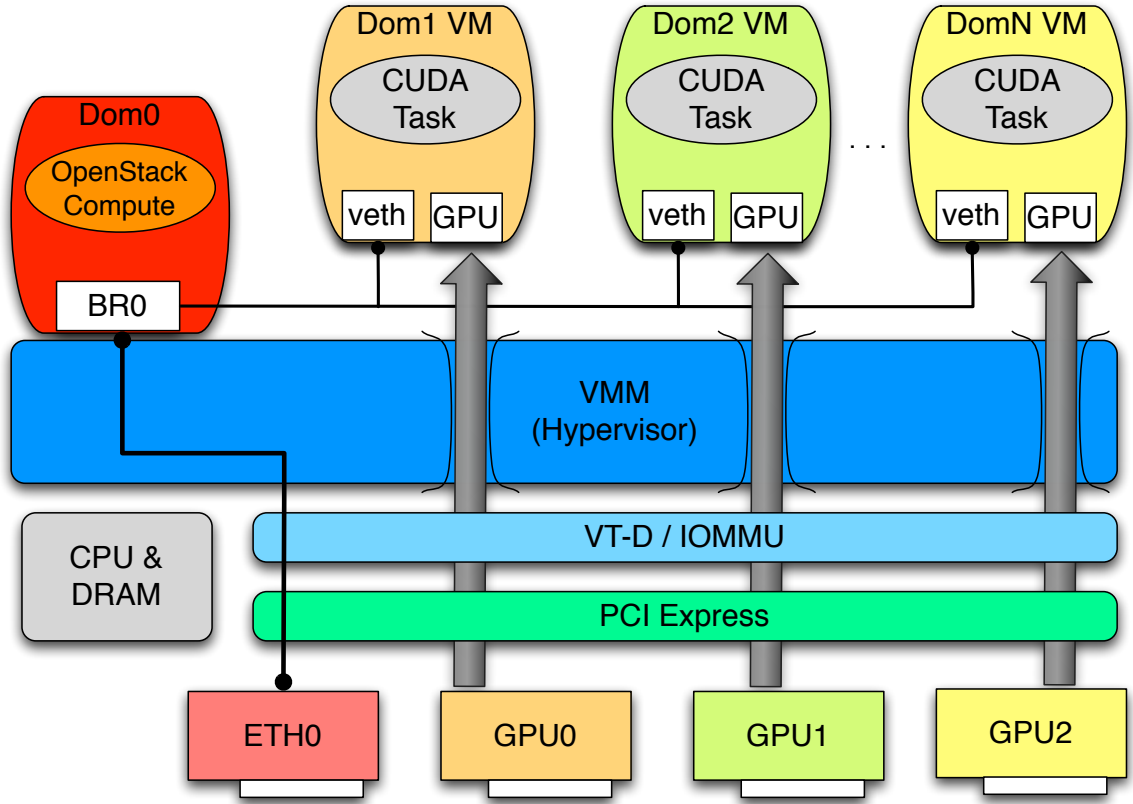 Dom1 VM
Dom2 VM
DomN VM
CUDA
Task
CUDA
Task
CUDA
Task
Dom0
OpenStack
Compute
. . .
veth
GPU
veth
GPU
veth
GPU
BR0
VMM
(Hypervisor)
VT-D / IOMMU
CPU &
DRAM
PCI Express
ETH0
GPU0
GPU1
GPU2